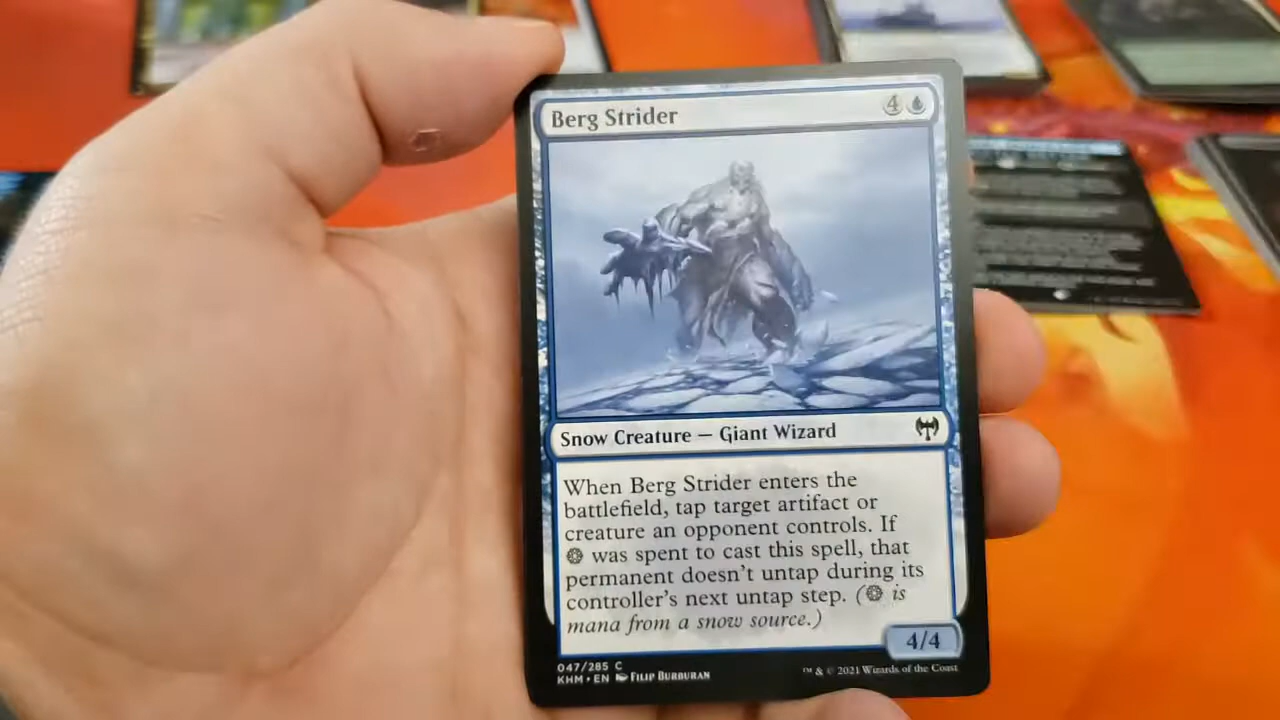 Berg Strider 4
Snow Creature — Giant Wizard
When Berg Strider enters the
battlefield, tap target artifact or
creature an opponent controls. If
was spent to cast this spell, that
permanent doesn't untap during its
controller's next untap step. ( is
mana from a snow source.)
4/4
047/285 C
KHM • EN Filip Burburan
™ & © 2021 Wizards of the Coast